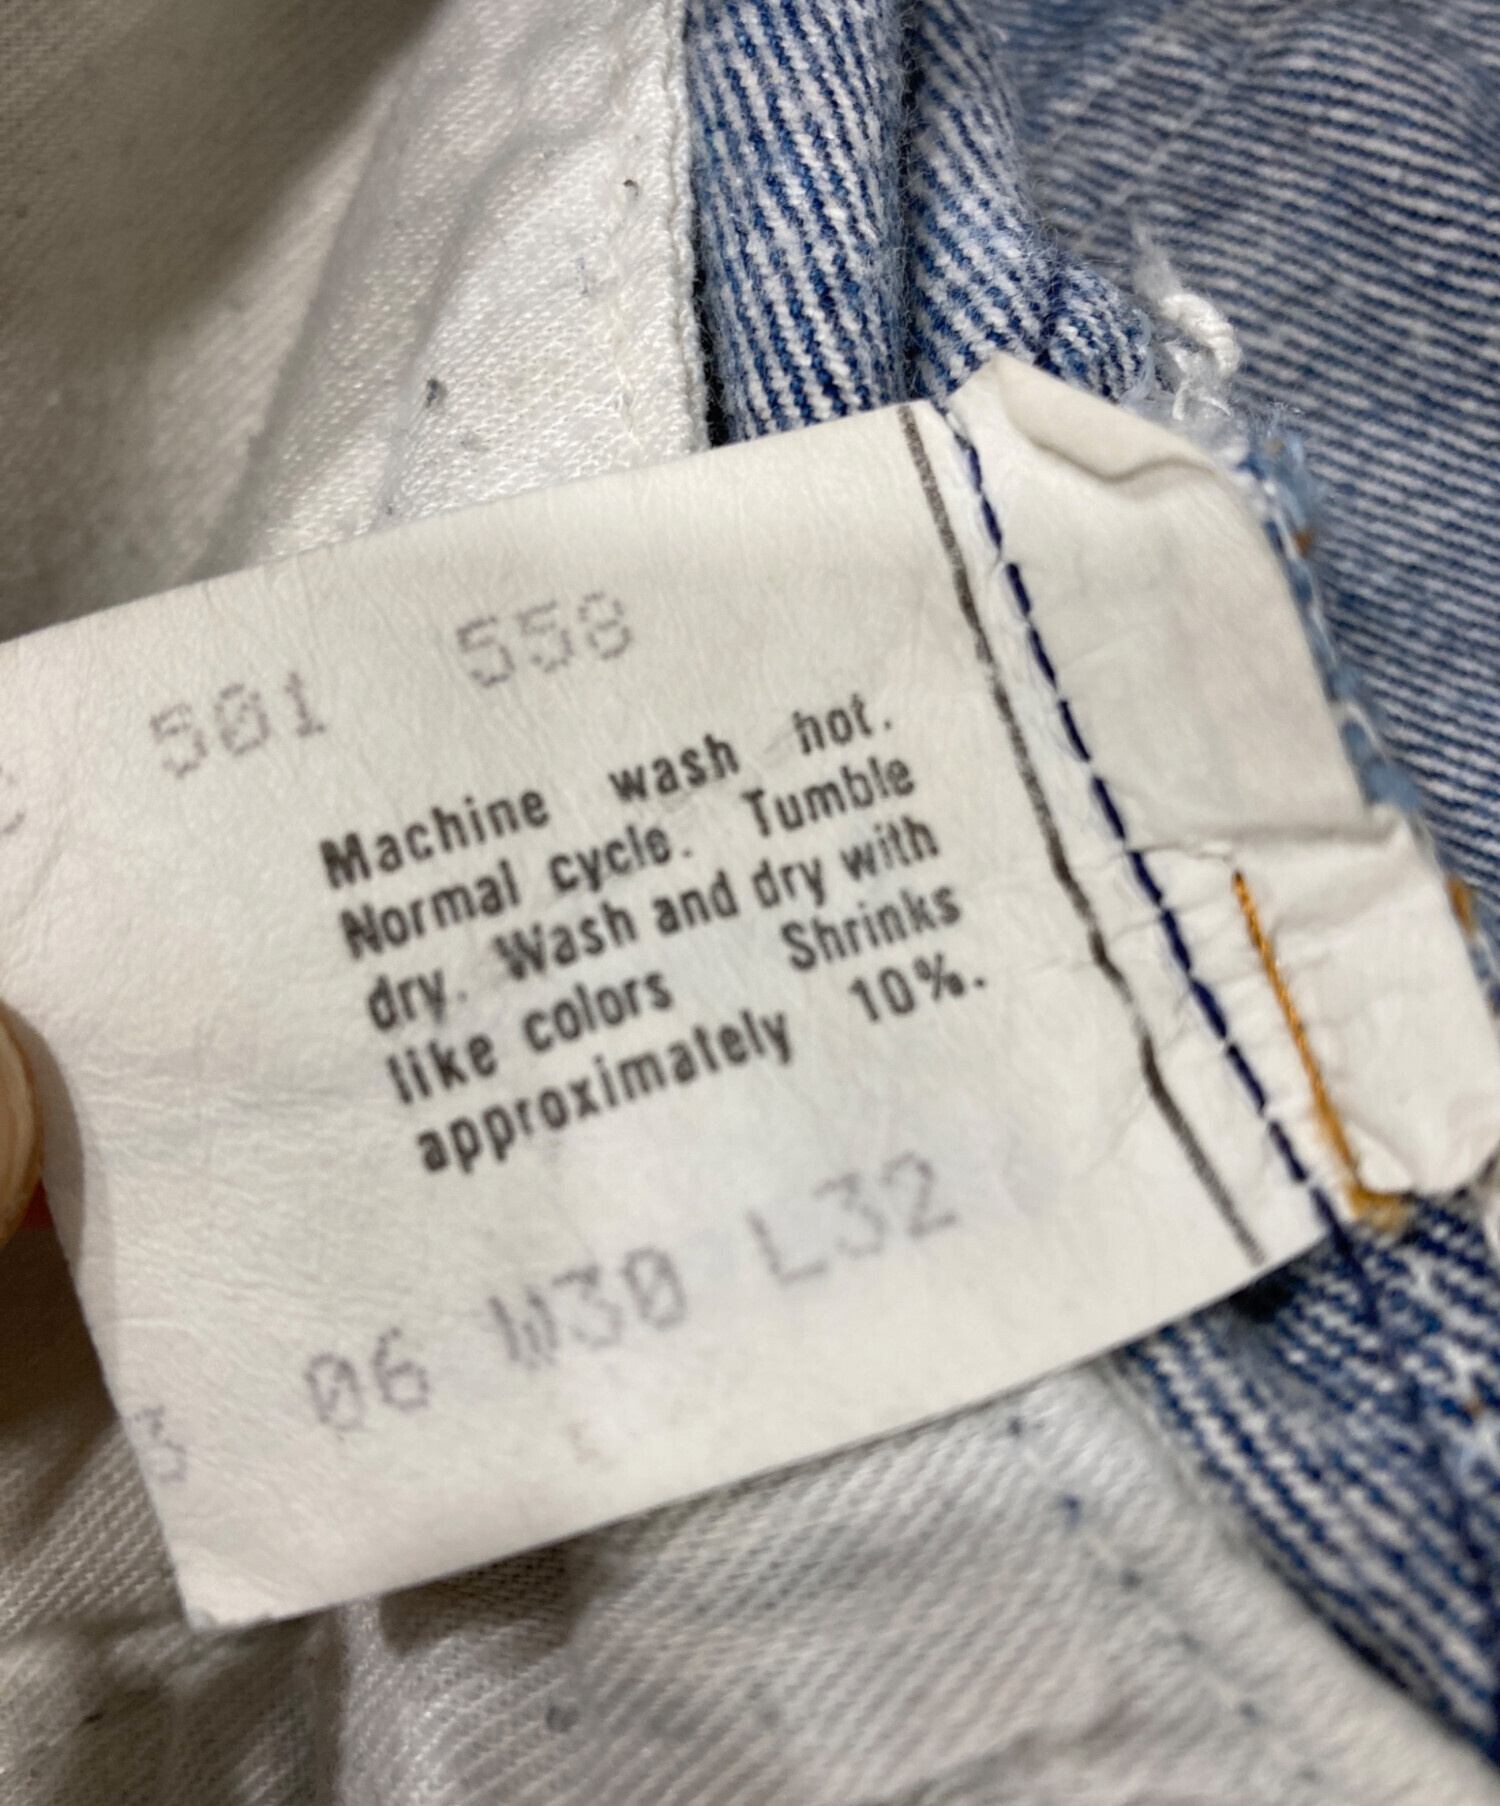 501 558
Machine wash hot.
Normal cycle. Tumble
dry. Wash and dry with
like colors Shrinks
approximately 10%.
3 06 W30 L32